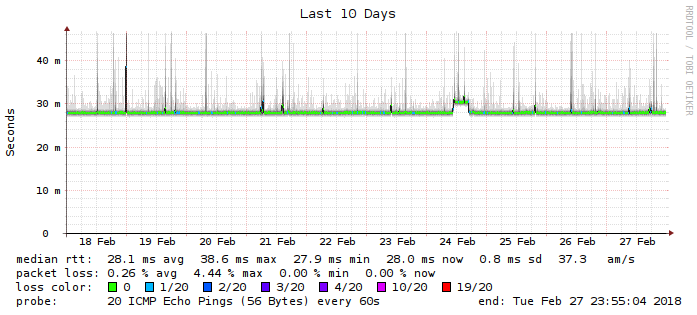 Last 10 Days
RRDTOOL / TOBI OETIKER
Seconds
40 m
30 m
20 m
10 m
0
18 Feb 19 Feb 20 Feb 21 Feb 22 Feb 23 Feb 24 Feb 25 Feb 26 Feb 27 Feb
median rtt: 28.1 ms avg 38.6 ms max 27.9 ms min 28.0 ms now 0.8 ms sd 37.3 am/s
packet loss: 0.26 % avg 4.44 % max 0.00 % min 0.00 % now
loss color: 0 1/20 2/20 3/20 4/20 10/20 19/20
probe: 20 ICMP Echo Pings (56 Bytes) every 60s end: Tue Feb 27 23:55:04 2018